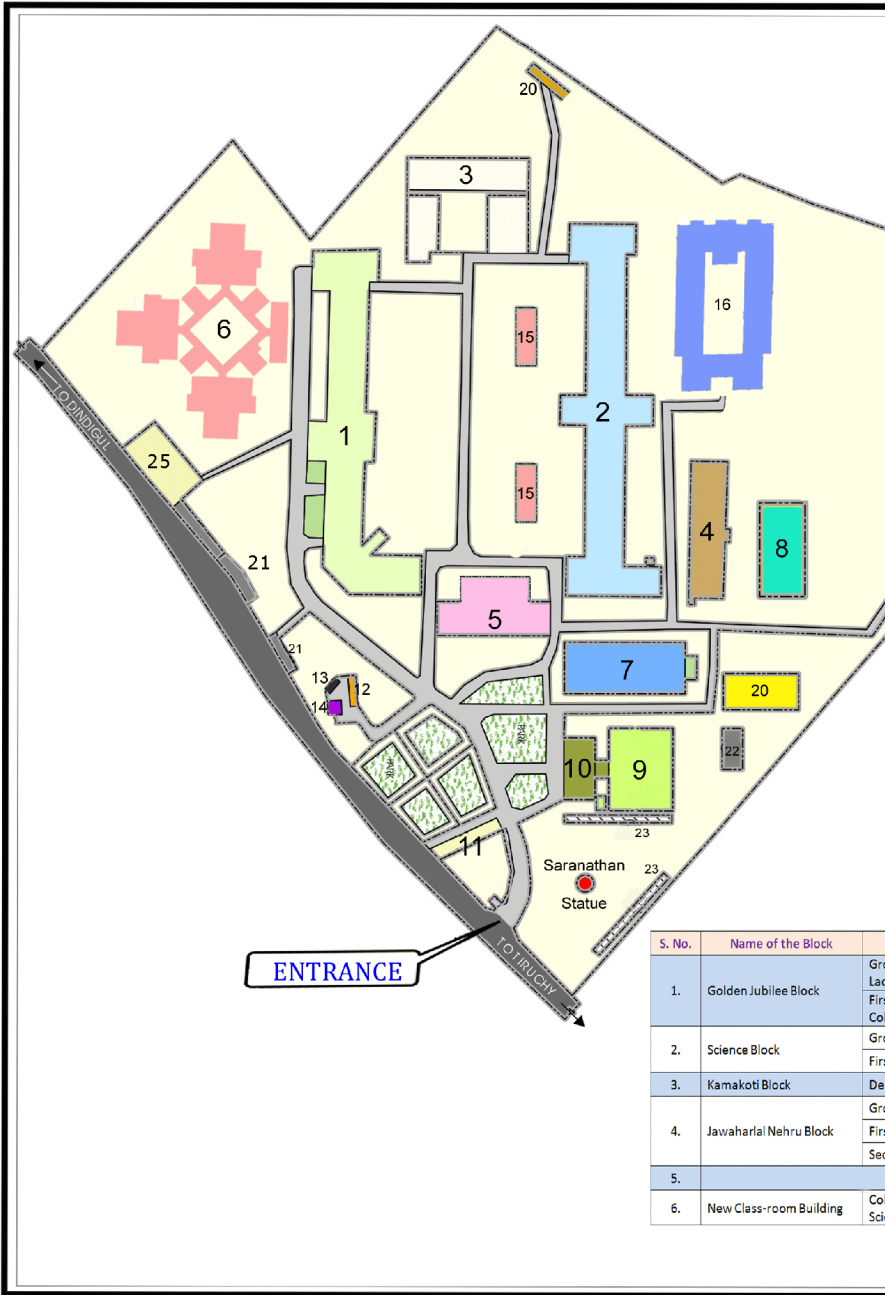 20
3
6
15
16
2
1
25
15
4
8
21
TO DINDIGUL
5
21
7
13
12
14
20
PARK
22
10
9
PARK
23
11
Saranathan
Statue
23
ENTRANCE
TO TIRUCHY
S. No. Name of the Block
1. Golden Jubilee Block
2. Science Block
3. Kamakoti Block
4. Jawaharlal Nehru Block
5.
6. New Class-room Building